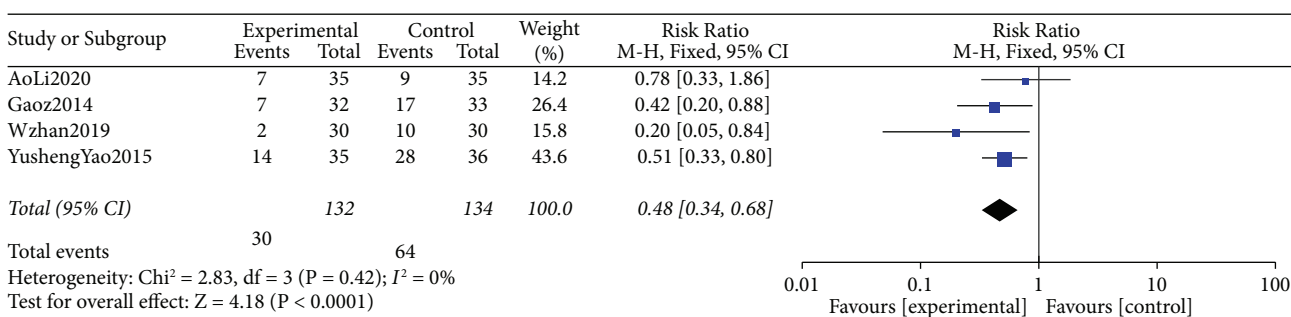 Study or Subgroup Experimental Control Weight (%) Risk Ratio Risk Ratio
Events Total Events Total M-H, Fixed, 95% CI M-H, Fixed, 95% CI
AoLi2020 7 35 9 35 14.2 0.78 [0.33, 1.86]
Gaoz2014 7 32 17 33 26.4 0.42 [0.20, 0.88]
Wzhan2019 2 30 10 30 15.8 0.20 [0.05, 0.84]
YushengYao2015 14 35 28 36 43.6 0.51 [0.33, 0.80]
Total (95% CI) 132 134 100.0 0.48 [0.34, 0.68]
Total events 30 64
Heterogeneity: Chi² = 2.83, df = 3 (P = 0.42); I² = 0%
Test for overall effect: Z = 4.18 (P < 0.0001)
0.01 0.1 1 10 100
Favours [experimental] Favours [control]